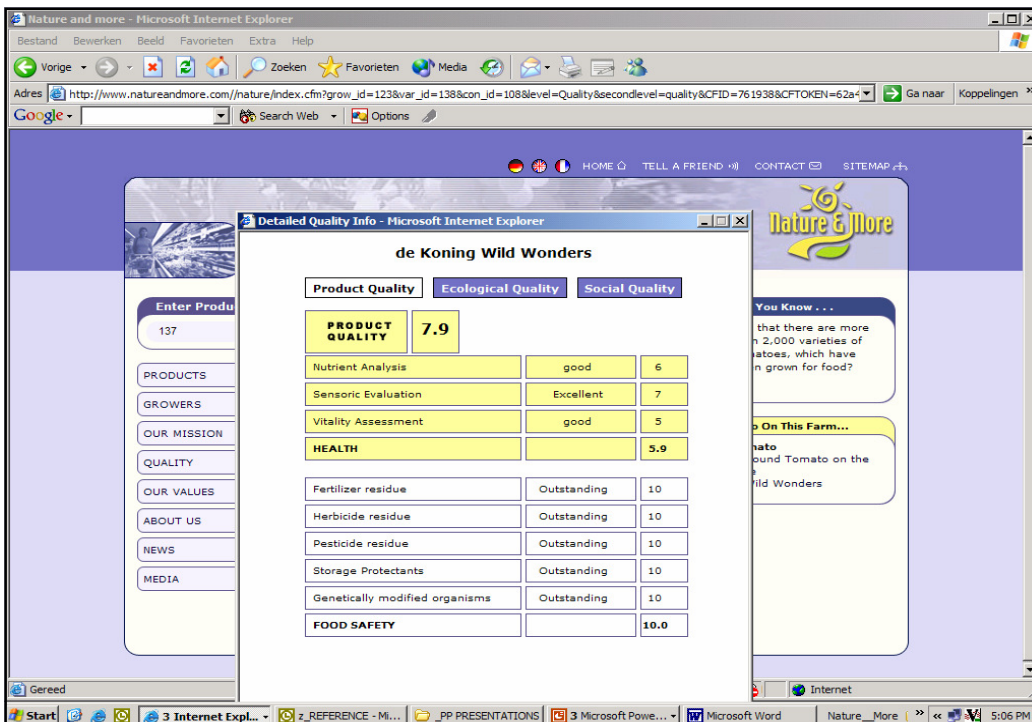 Nature and more - Microsoft Internet Explorer
Bestand Bewerken Beeld Favorieten Extra Help
Vorige Zoeken Favorieten Media
Adres http://www.natureandmore.com//nature/index.cfm?grow_id=123&var_id=138&con_id=108&level=Quality&secondlevel=quality&CFID=761938&CFTOKEN=62a4 Ga naar Koppelingen »
Google Search Web Options
HOME TELL A FRIEND CONTACT SITEMAP
Nature & More
Detailed Quality Info - Microsoft Internet Explorer
de Koning Wild Wonders
Product Quality Ecological Quality Social Quality
PRODUCT QUALITY 7.9
Nutrient Analysis good 6
Sensoric Evaluation Excellent 7
Vitality Assessment good 5
HEALTH 5.9
Fertilizer residue Outstanding 10
Herbicide residue Outstanding 10
Pesticide residue Outstanding 10
Storage Protectants Outstanding 10
Genetically modified organisms Outstanding 10
FOOD SAFETY 10.0
Enter Produ
137
PRODUCTS
GROWERS
OUR MISSION
QUALITY
OUR VALUES
ABOUT US
NEWS
MEDIA
You Know . . .
that there are more
n 2,000 varieties of
atoes, which have
n grown for food?
o On This Farm...
nato
ound Tomato on the
Wild Wonders
Gereed Internet
Start 3 Internet Expl... z_REFERENCE - Mi... _PP PRESENTATIONS 3 Microsoft Powe... Microsoft Word Nature__More » « 5:06 PM